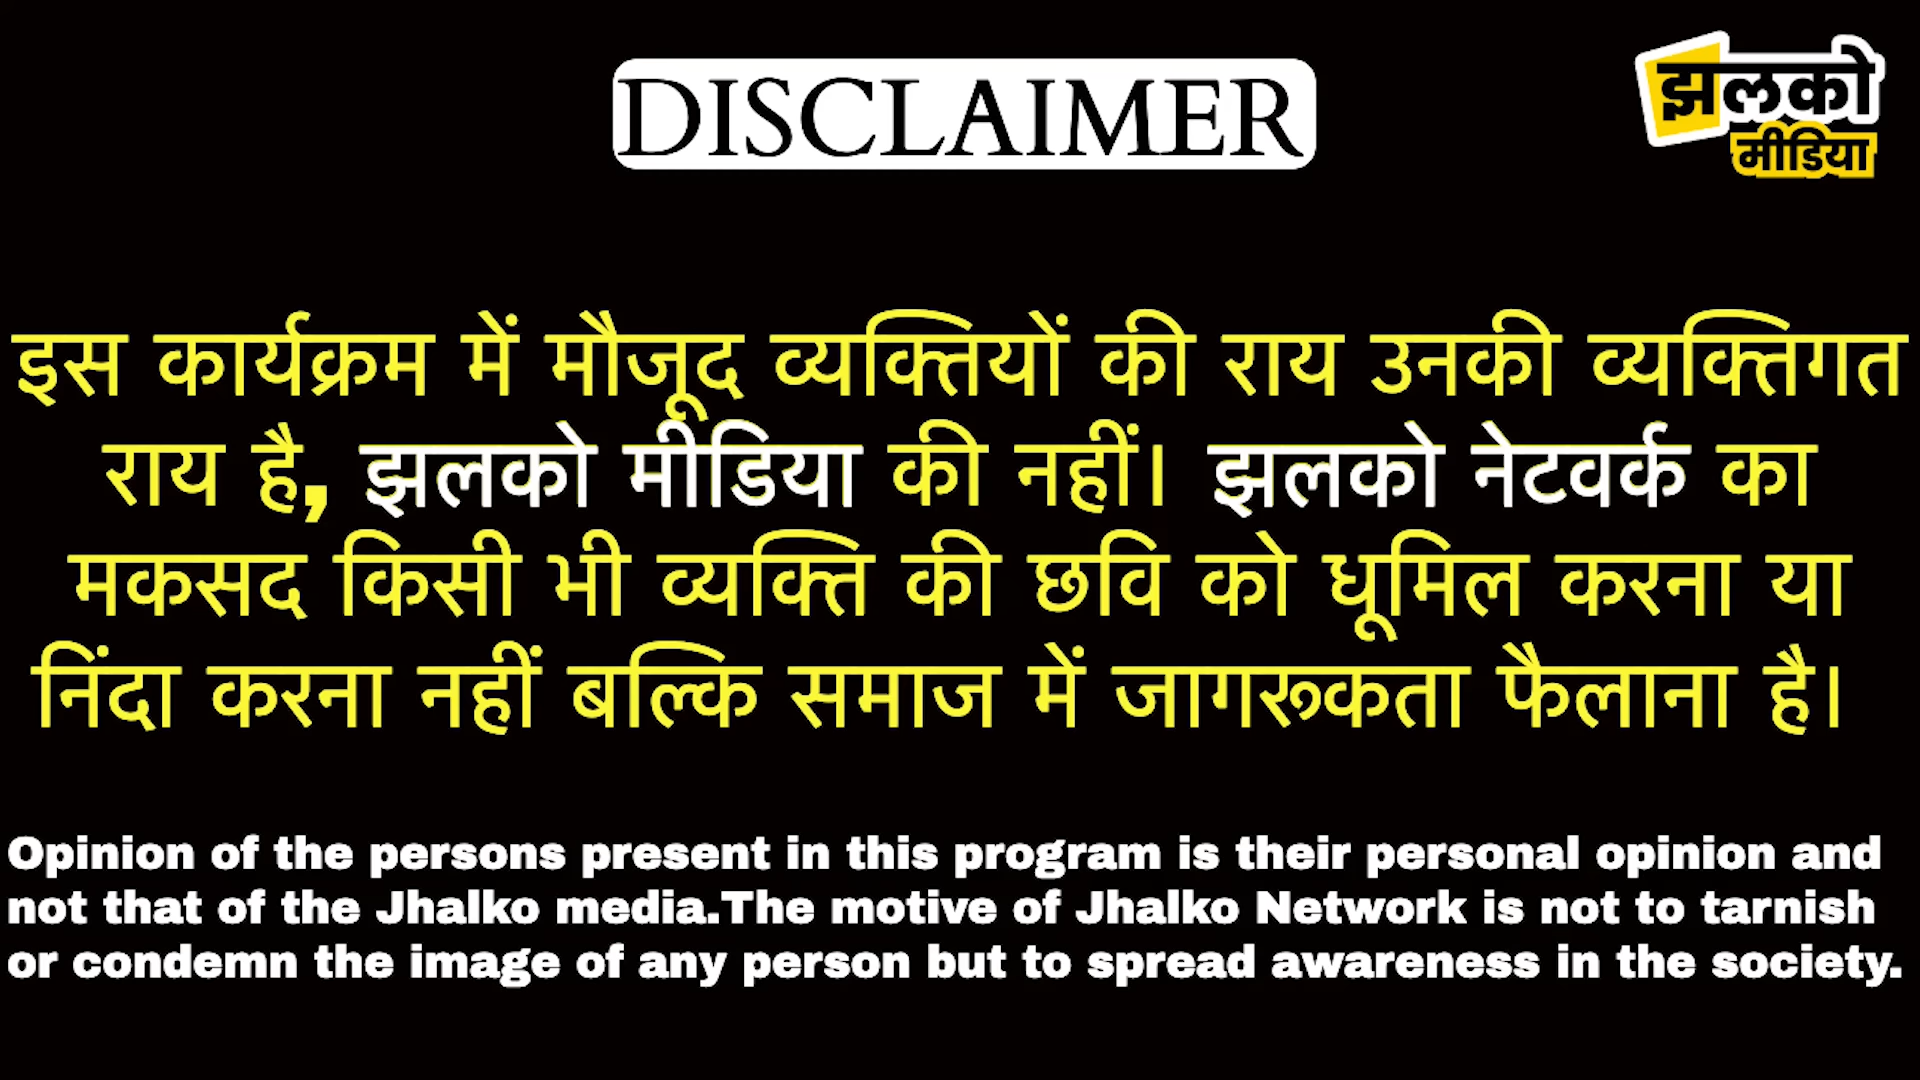 DISCLAIMER
झलको
मीडिया
इस कार्यक्रम में मौजूद व्यक्तियों की राय उनकी व्यक्तिगत
राय है, झलको मीडिया की नहीं। झलको नेटवर्क का
मकसद किसी भी व्यक्ति की छवि को धूमिल करना या
निंदा करना नहीं बल्कि समाज में जागरूकता फैलाना है।
Opinion of the persons present in this program is their personal opinion and
not that of the Jhalko media.The motive of Jhalko Network is not to tarnish
or condemn the image of any person but to spread awareness in the society.